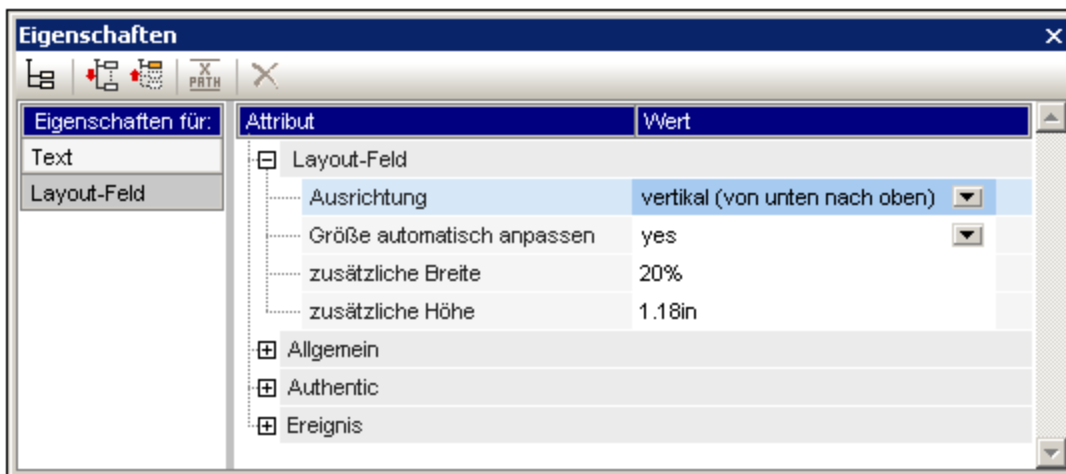 Eigenschaften
X PATH
Eigenschaften für: Attribut Wert
Text
Layout-Feld
Layout-Feld
Ausrichtung vertikal (von unten nach oben)
Größe automatisch anpassen yes
zusätzliche Breite 20%
zusätzliche Höhe 1.18in
Allgemein
Authentic
Ereignis